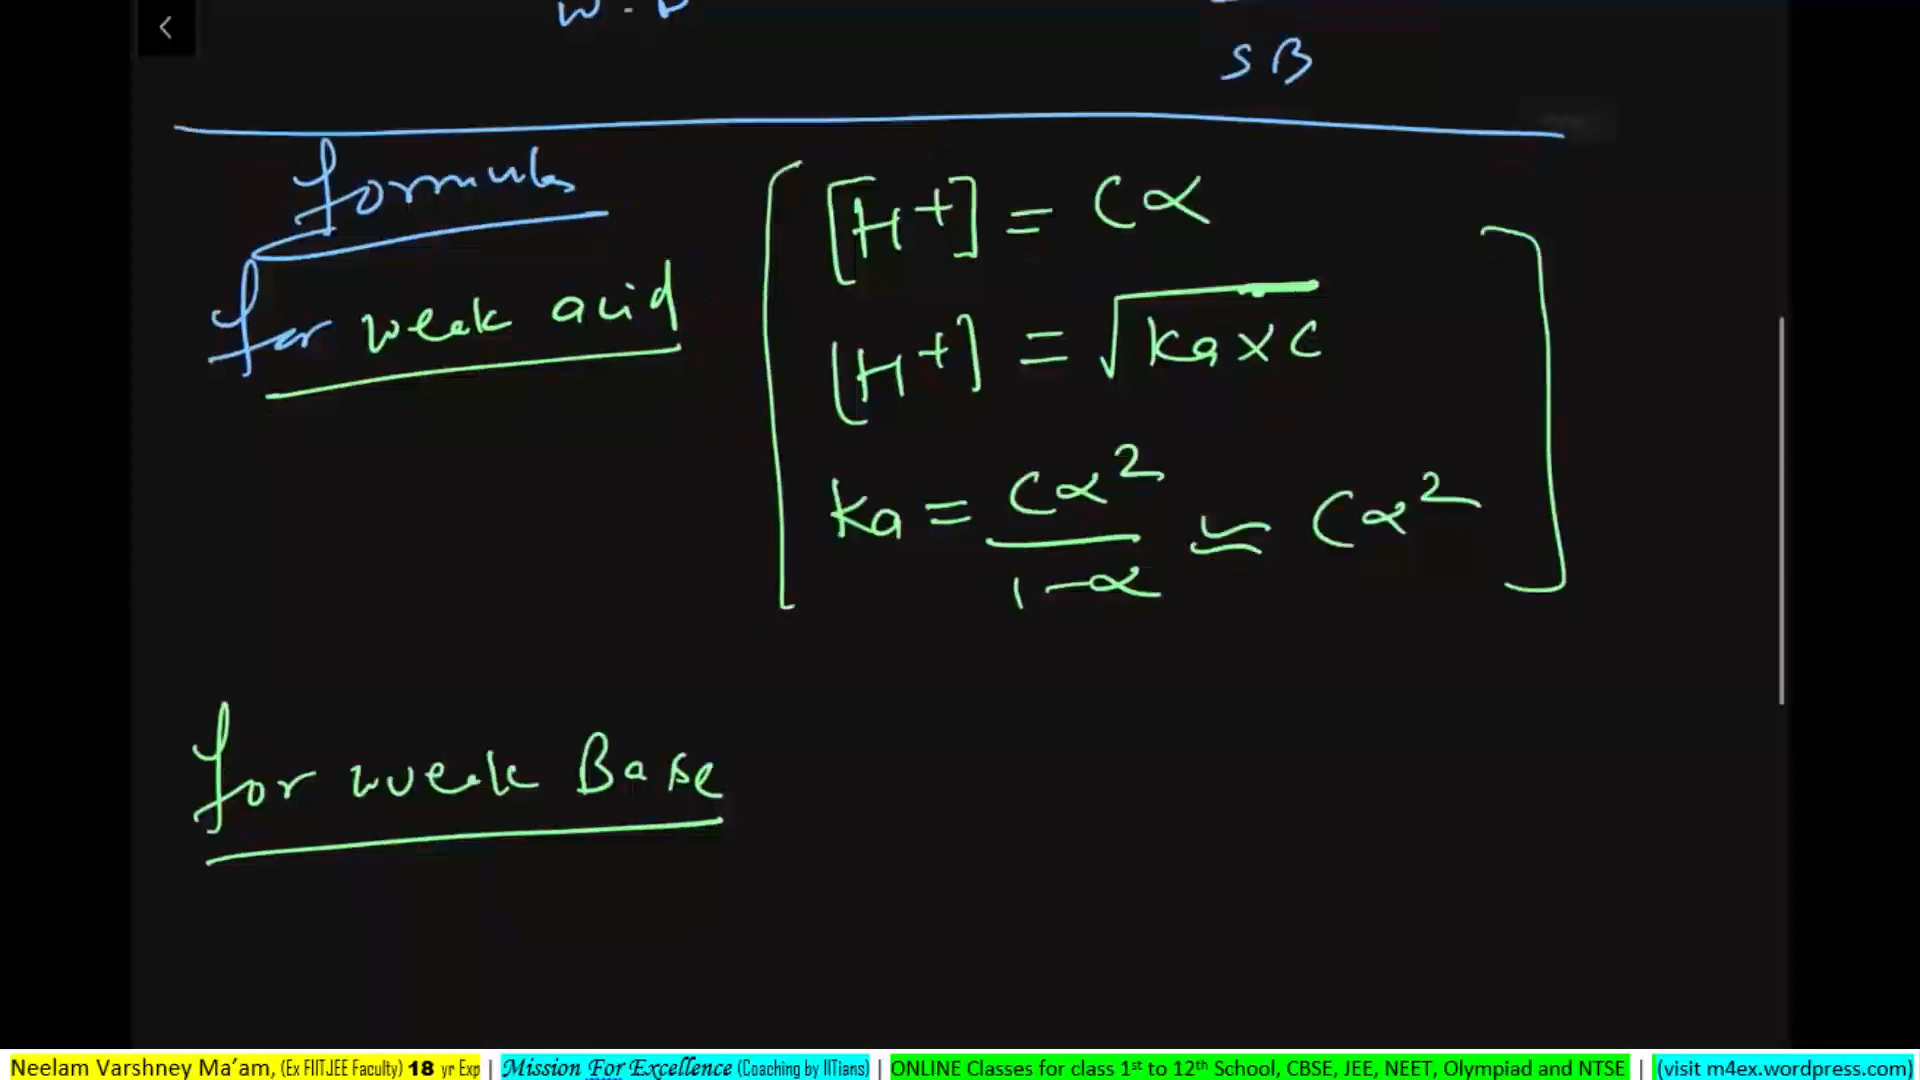 S B
formula
for weak acid
[H+] = Cα
[H+] = √Ka×C
Ka = Cα²/1-α ≃ Cα²
for weak Base
Neelam Varshney Ma’am, (Ex FIITJEE Faculty) 18 yr Exp | Mission For Excellence (Coaching by IITians) | ONLINE Classes for class 1st to 12th School, CBSE, JEE, NEET, Olympiad and NTSE | (visit m4ex.wordpress.com)